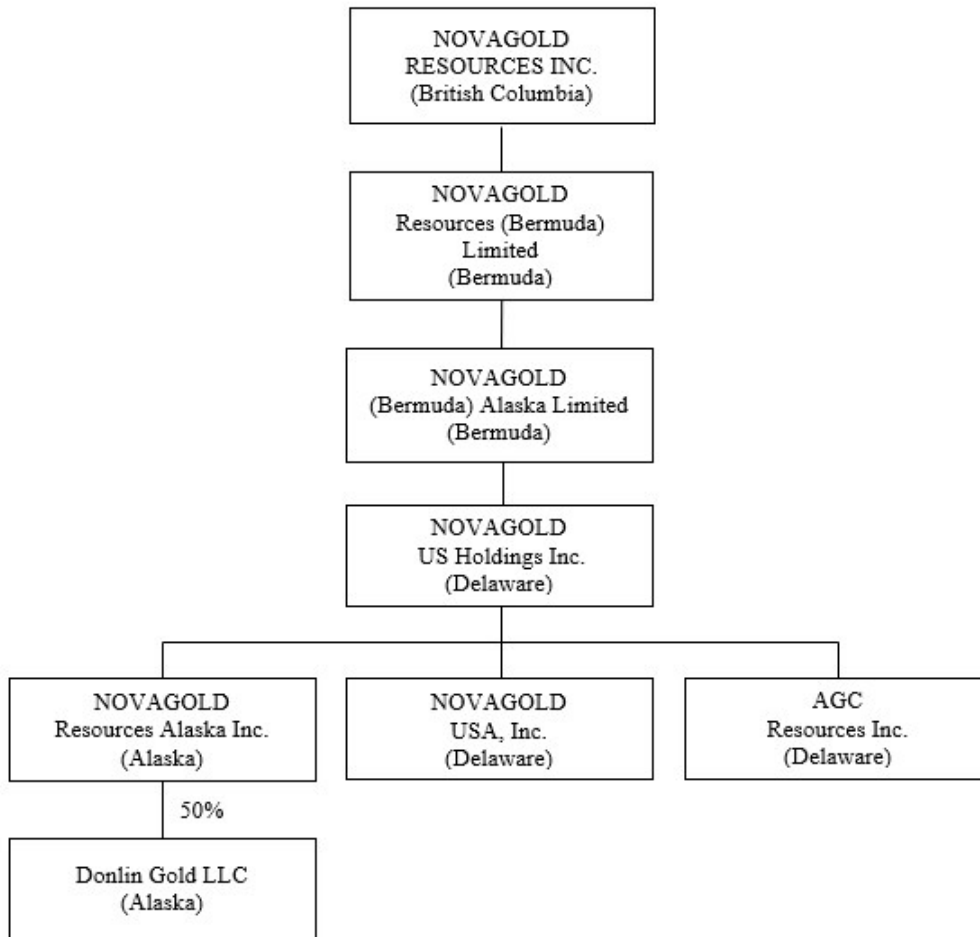 NOVAGOLD
RESOURCES INC.
(British Columbia)
NOVAGOLD
Resources (Bermuda)
Limited
(Bermuda)
NOVAGOLD
(Bermuda) Alaska Limited
(Bermuda)
NOVAGOLD
US Holdings Inc.
(Delaware)
NOVAGOLD
Resources Alaska Inc.
(Alaska)
NOVAGOLD
USA, Inc.
(Delaware)
AGC
Resources Inc.
(Delaware)
50%
Donlin Gold LLC
(Alaska)